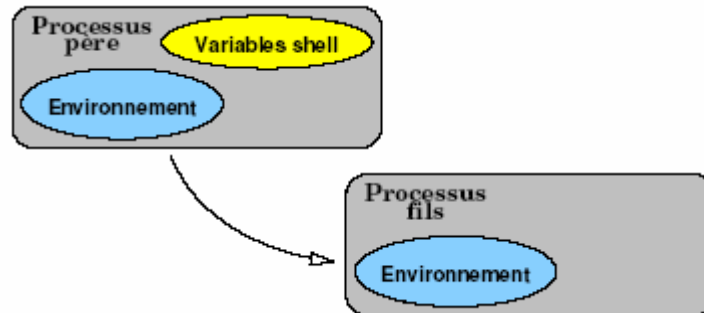 Processus
père
Variables shell
Environnement
Processus
fils
Environnement